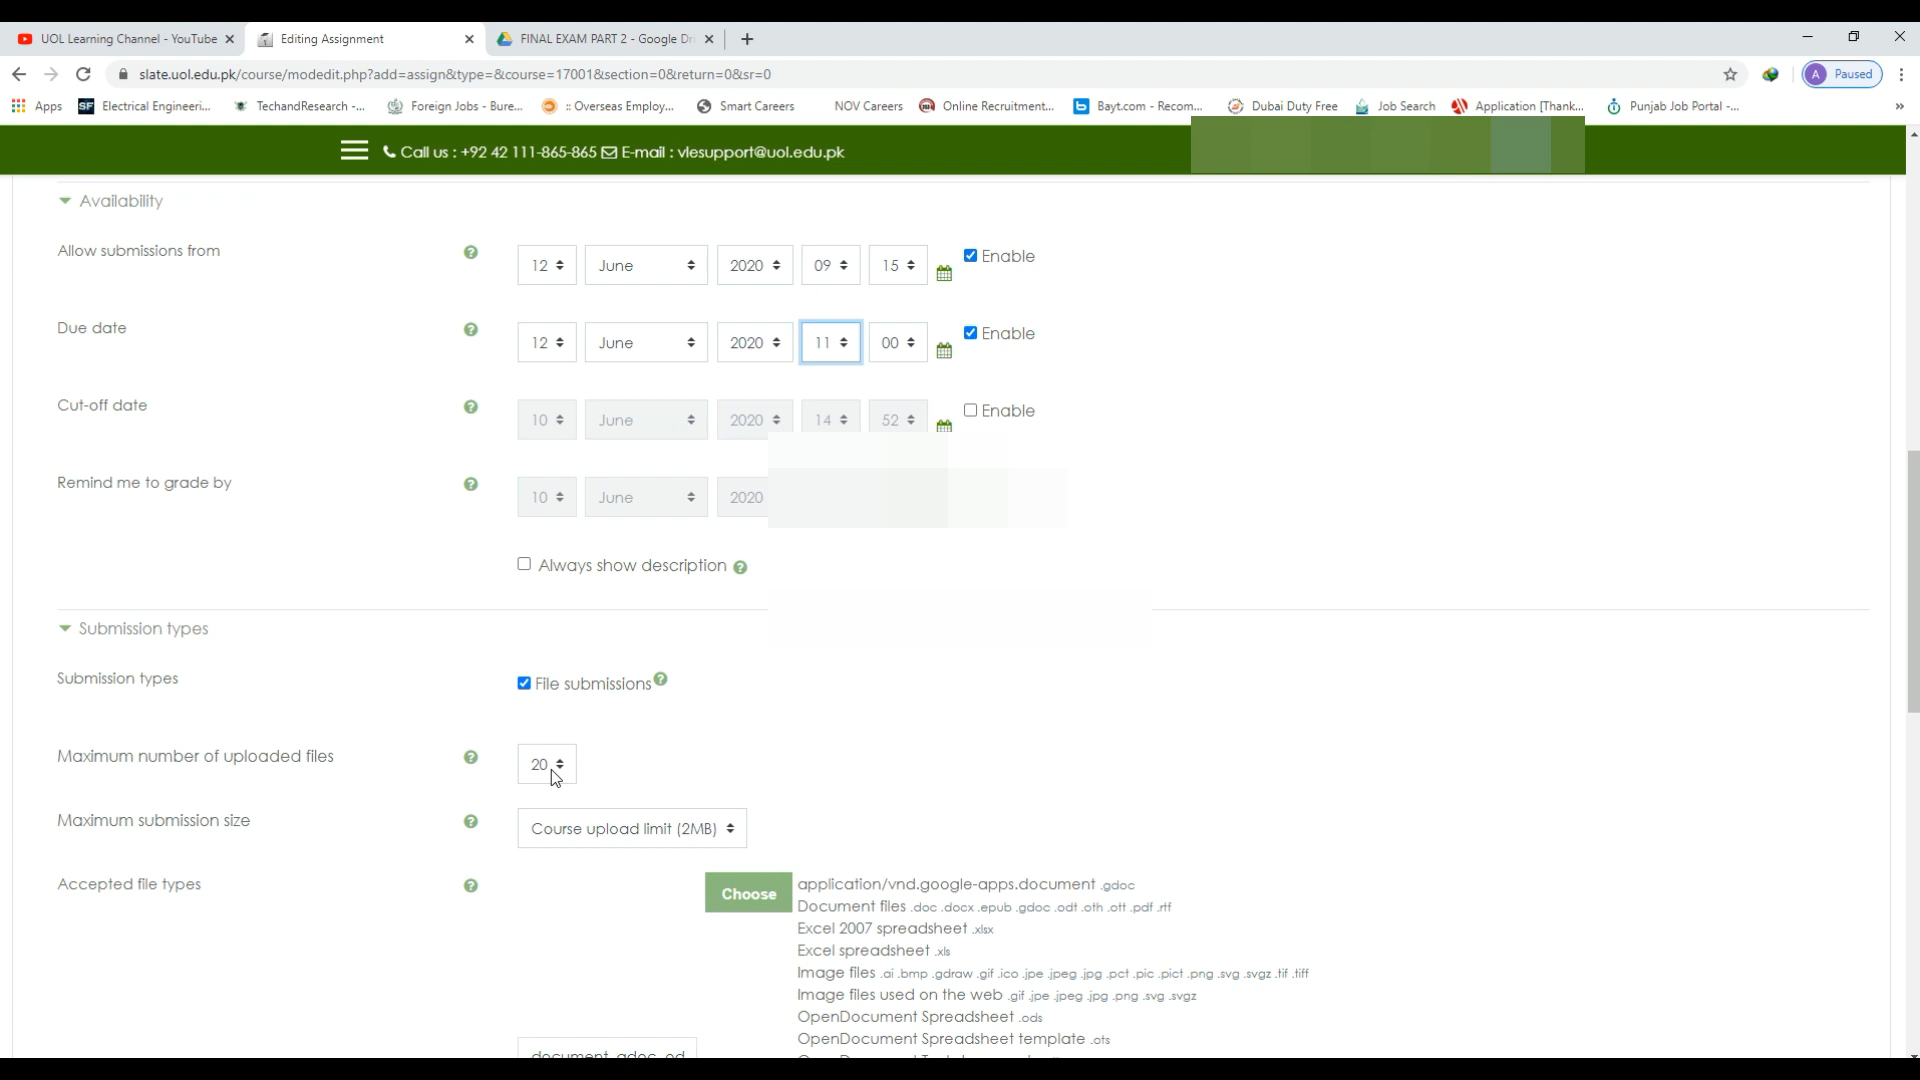 UOL Learning Channel - YouTube
Editing Assignment
FINAL EXAM PART 2 - Google Dr
slate.uol.edu.pk/course/modedit.php?add=assign&type=&course=17001&section=0&return=0&sr=0
A Paused
Apps
SF Electrical Engineeri...
TechandResearch -...
Foreign Jobs - Bure...
:: Overseas Employ...
Smart Careers
NOV Careers
Online Recruitment...
Bayt.com - Recom...
Dubai Duty Free
Job Search
Application [Thank...
Punjab Job Portal -...
»
Call us : +92 42 111-865-865 E-mail : vlesupport@uol.edu.pk
Availability
Allow submissions from ? 12 June 2020 09 15 Enable
Due date ? 12 June 2020 11 00 Enable
Cut-off date ? 10 June 2020 14 52 Enable
Remind me to grade by ? 10 June 2020
Always show description ?
Submission types
Submission types File submissions ?
Maximum number of uploaded files ? 20
Maximum submission size ? Course upload limit (2MB)
Accepted file types ? Choose
application/vnd.google-apps.document .gdoc
Document files .doc .docx .epub .gdoc .odt .oth .ott .pdf .rtf
Excel 2007 spreadsheet .xlsx
Excel spreadsheet .xls
Image files .ai .bmp .gdraw .gif .ico .jpe .jpeg .jpg .pct .pic .pict .png .svg .svgz .tif .tiff
Image files used on the web .gif .jpe .jpeg .jpg .png .svg .svgz
OpenDocument Spreadsheet .ods
OpenDocument Spreadsheet template .ots